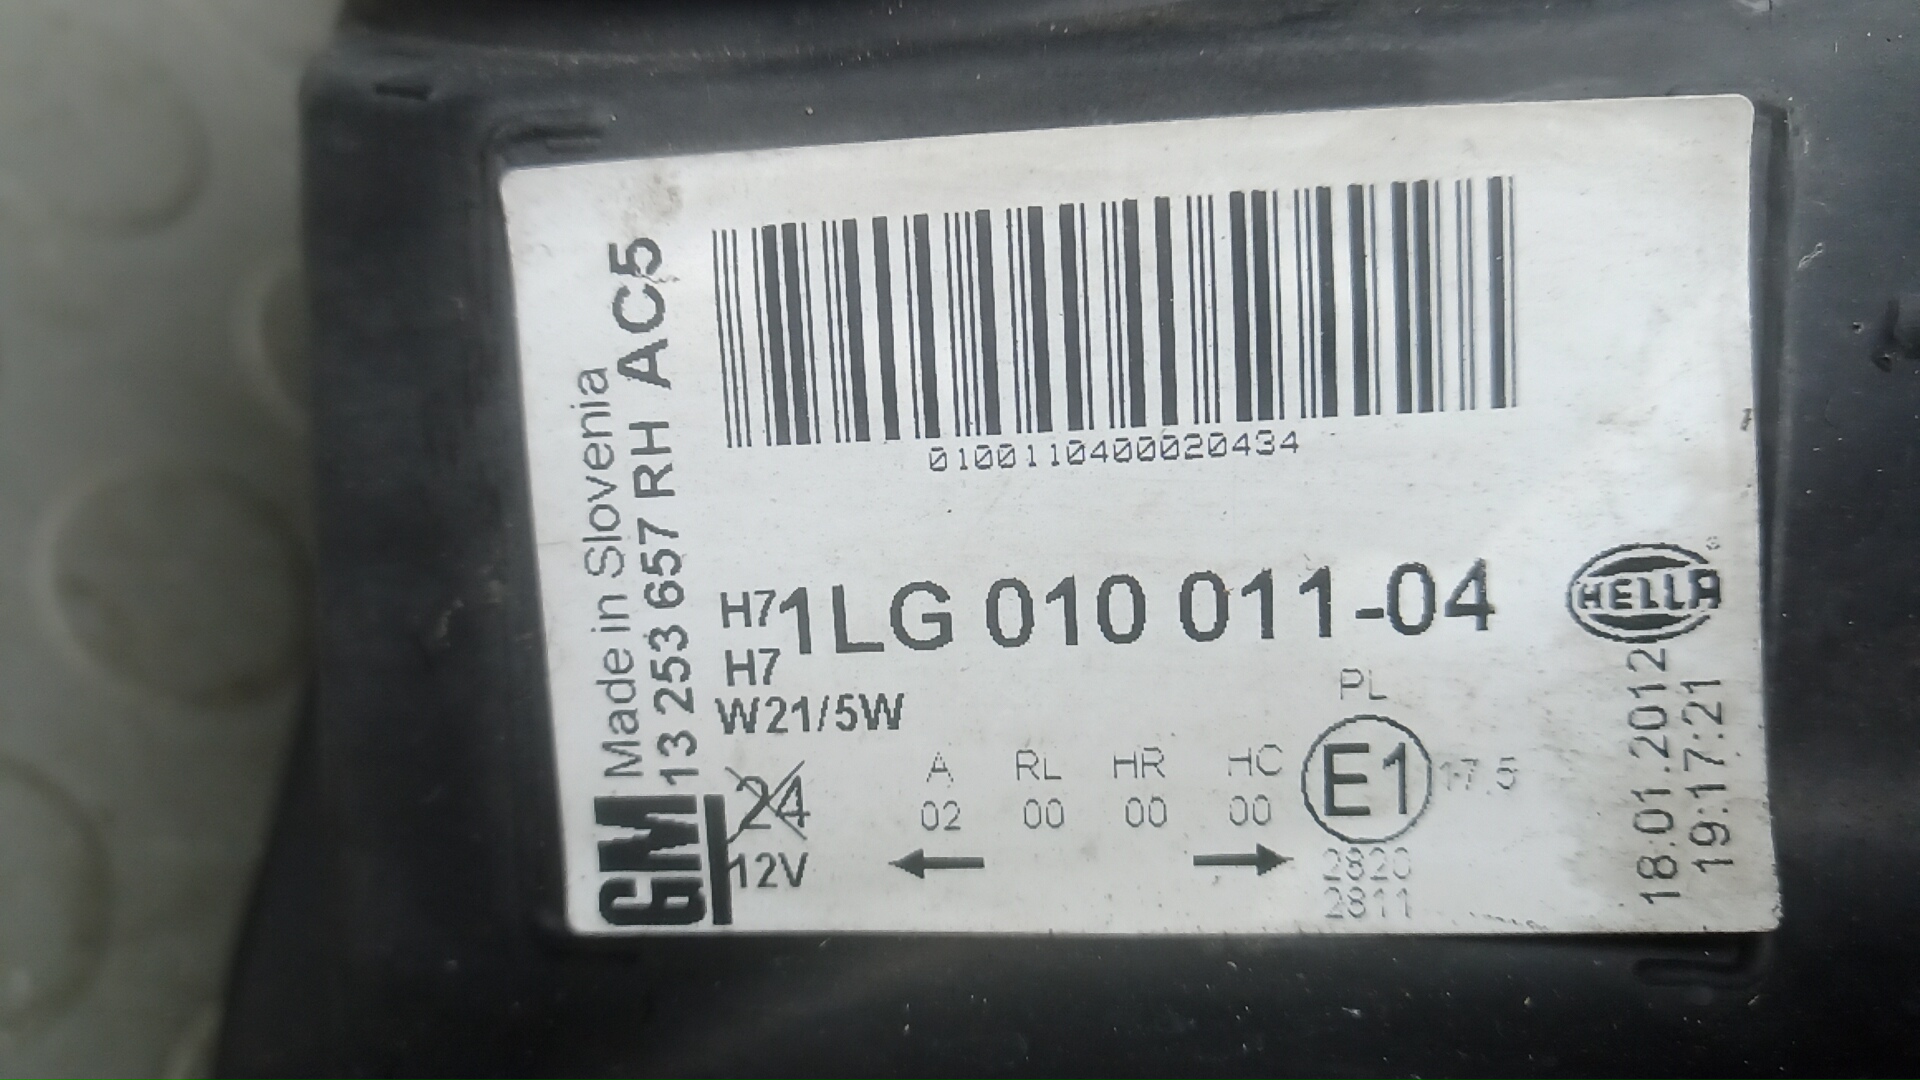 Made in Slovenia
13 253 657 RH AC5
GM
0100110400020434
H7 1LG 010 011-04
H7
W21/5W
HELLA
PL
24
12V
A RL HR HC E1 17.5
02 00 00 00
2820
2811
18.01.2012
19:17:21